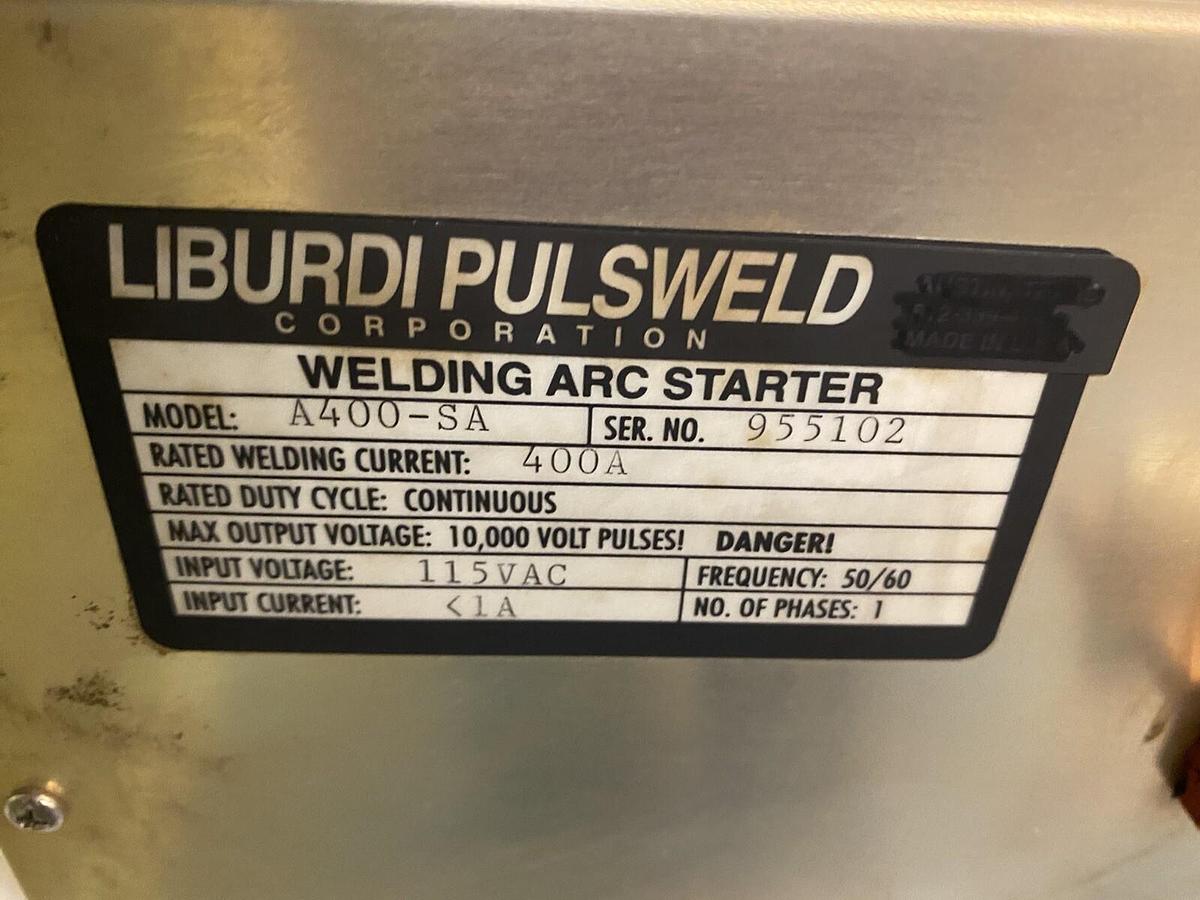 LIBURDI PULSWELD
CORPORATION
MADE IN
WELDING ARC STARTER
MODEL: A400-SA SER. NO. 955102
RATED WELDING CURRENT: 400A
RATED DUTY CYCLE: CONTINUOUS
MAX OUTPUT VOLTAGE: 10,000 VOLT PULSES! DANGER!
INPUT VOLTAGE: 115VAC FREQUENCY: 50/60
INPUT CURRENT: <1A NO. OF PHASES: 1